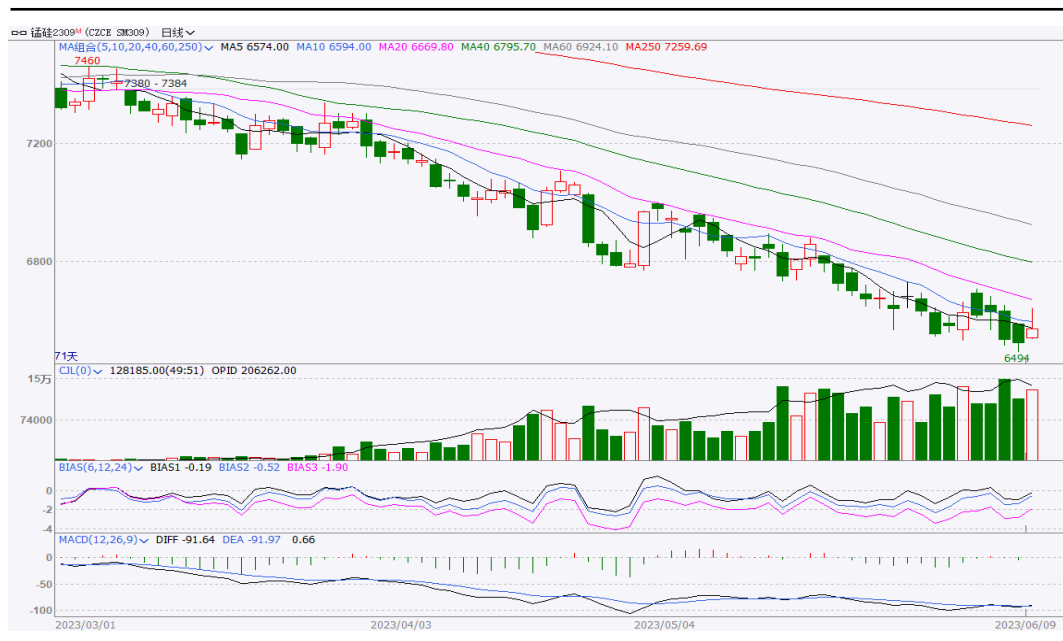 锰硅2309M (CZCE SM309) 日线
MA组合(5,10,20,40,60,250) MA5 6574.00 MA10 6594.00 MA20 6669.80 MA40 6795.70 MA60 6924.10 MA250 7259.69
7460
7380 - 7384
7200
6800
6494
71天
CJL(0) 128185.00(49:51) OPID 206262.00
15万
74000
BIAS(6,12,24) BIAS1 -0.19 BIAS2 -0.52 BIAS3 -1.90
0
-2
-4
MACD(12,26,9) DIFF -91.64 DEA -91.97 0.66
0
-50
-100
2023/03/01 2023/04/03 2023/05/04 2023/06/09